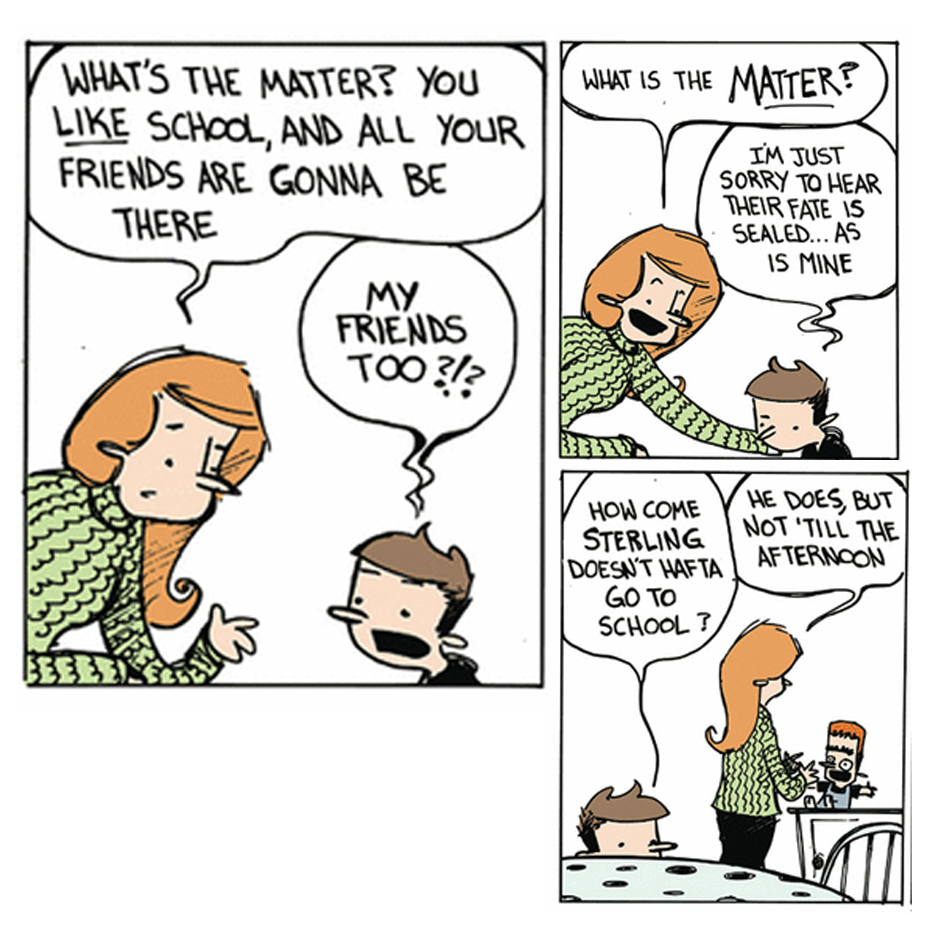 WHAT'S THE MATTER? YOU
LIKE SCHOOL, AND ALL YOUR
FRIENDS ARE GONNA BE
THERE
MY
FRIENDS
TOO?!?
WHAT IS THE MATTER?
I'M JUST
SORRY TO HEAR
THEIR FATE IS
SEALED... AS
IS MINE
HOW COME
STERLING
DOESN'T HAFTA
GO TO
SCHOOL?
HE DOES, BUT
NOT 'TILL THE
AFTERNOON